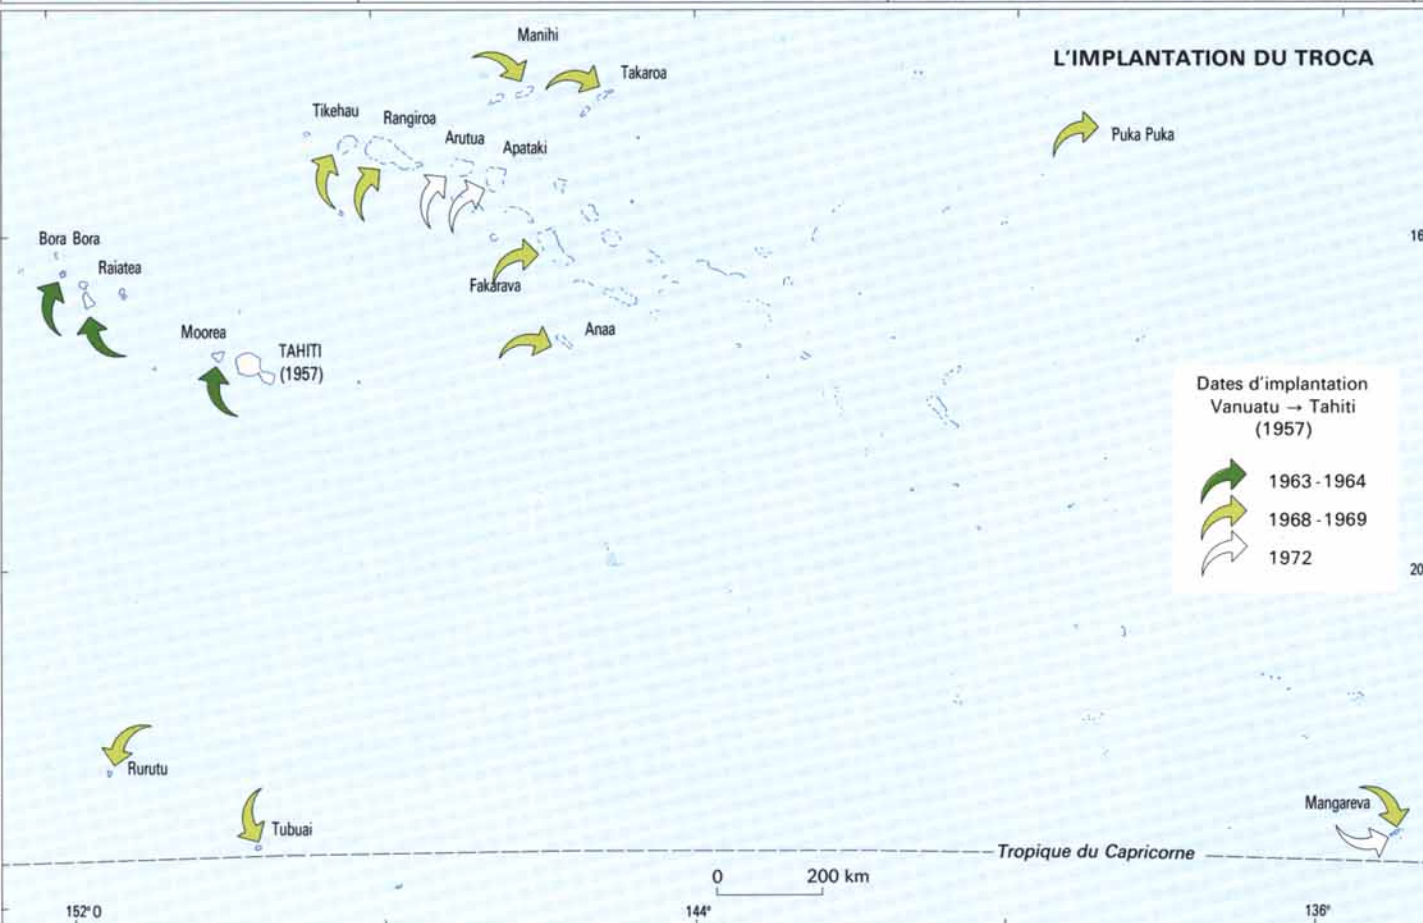 L'IMPLANTATION DU TROCA
Manihi
Takaroa
Tikehau
Rangiroa
Arutua
Apataki
Puka Puka
Bora Bora
Raiatea
16
Fakarava
Moorea
TAHITI
(1957)
Anaa
Dates d'implantation
Vanuatu → Tahiti
(1957)
1963 - 1964
1968 - 1969
1972
20
Rurutu
Tubuai
Mangareva
Tropique du Capricorne
0 200 km
152° O
144°
136°